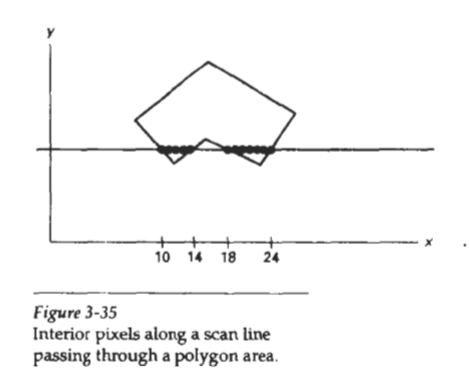 y
x
10 14 18 24
Figure 3-35
Interior pixels along a scan line
passing through a polygon area.